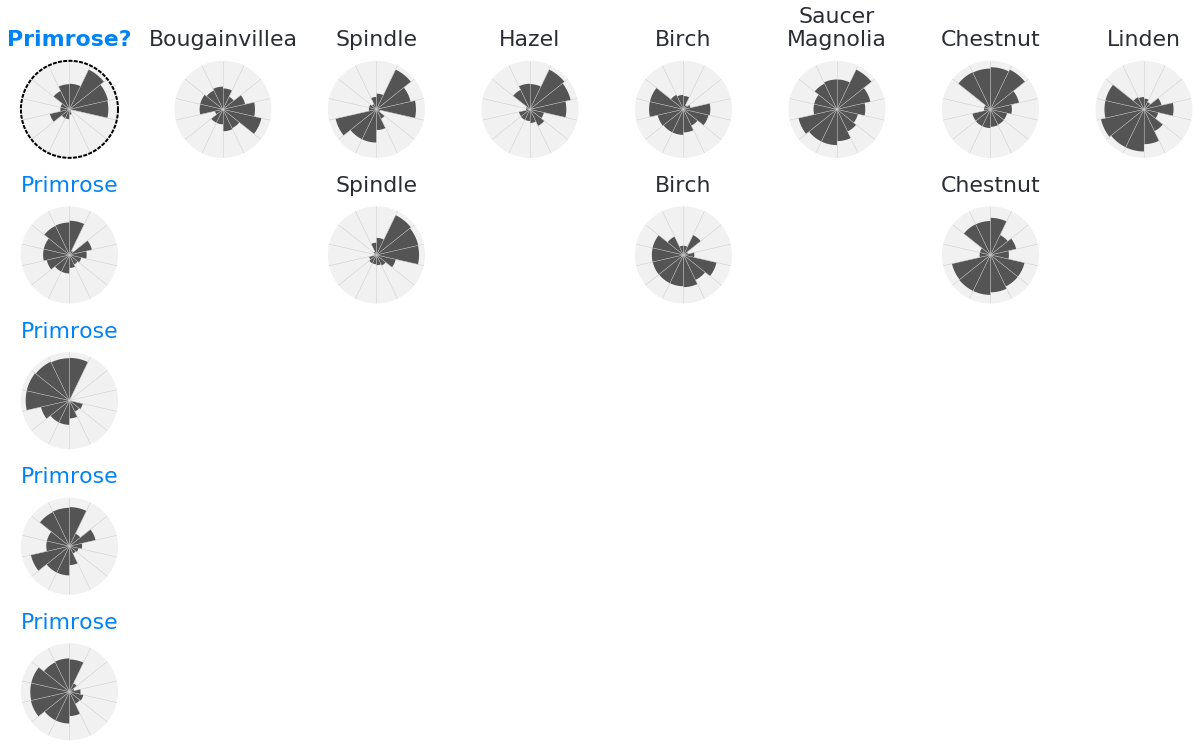 Primrose?
Bougainvillea
Spindle
Hazel
Birch
Saucer
Magnolia
Chestnut
Linden
Primrose
Spindle
Birch
Chestnut
Primrose
Primrose
Primrose